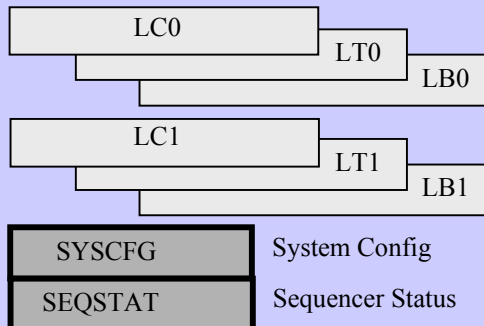 LC0
LT0
LB0
LC1
LT1
LB1
SYSCFG System Config
SEQSTAT Sequencer Status